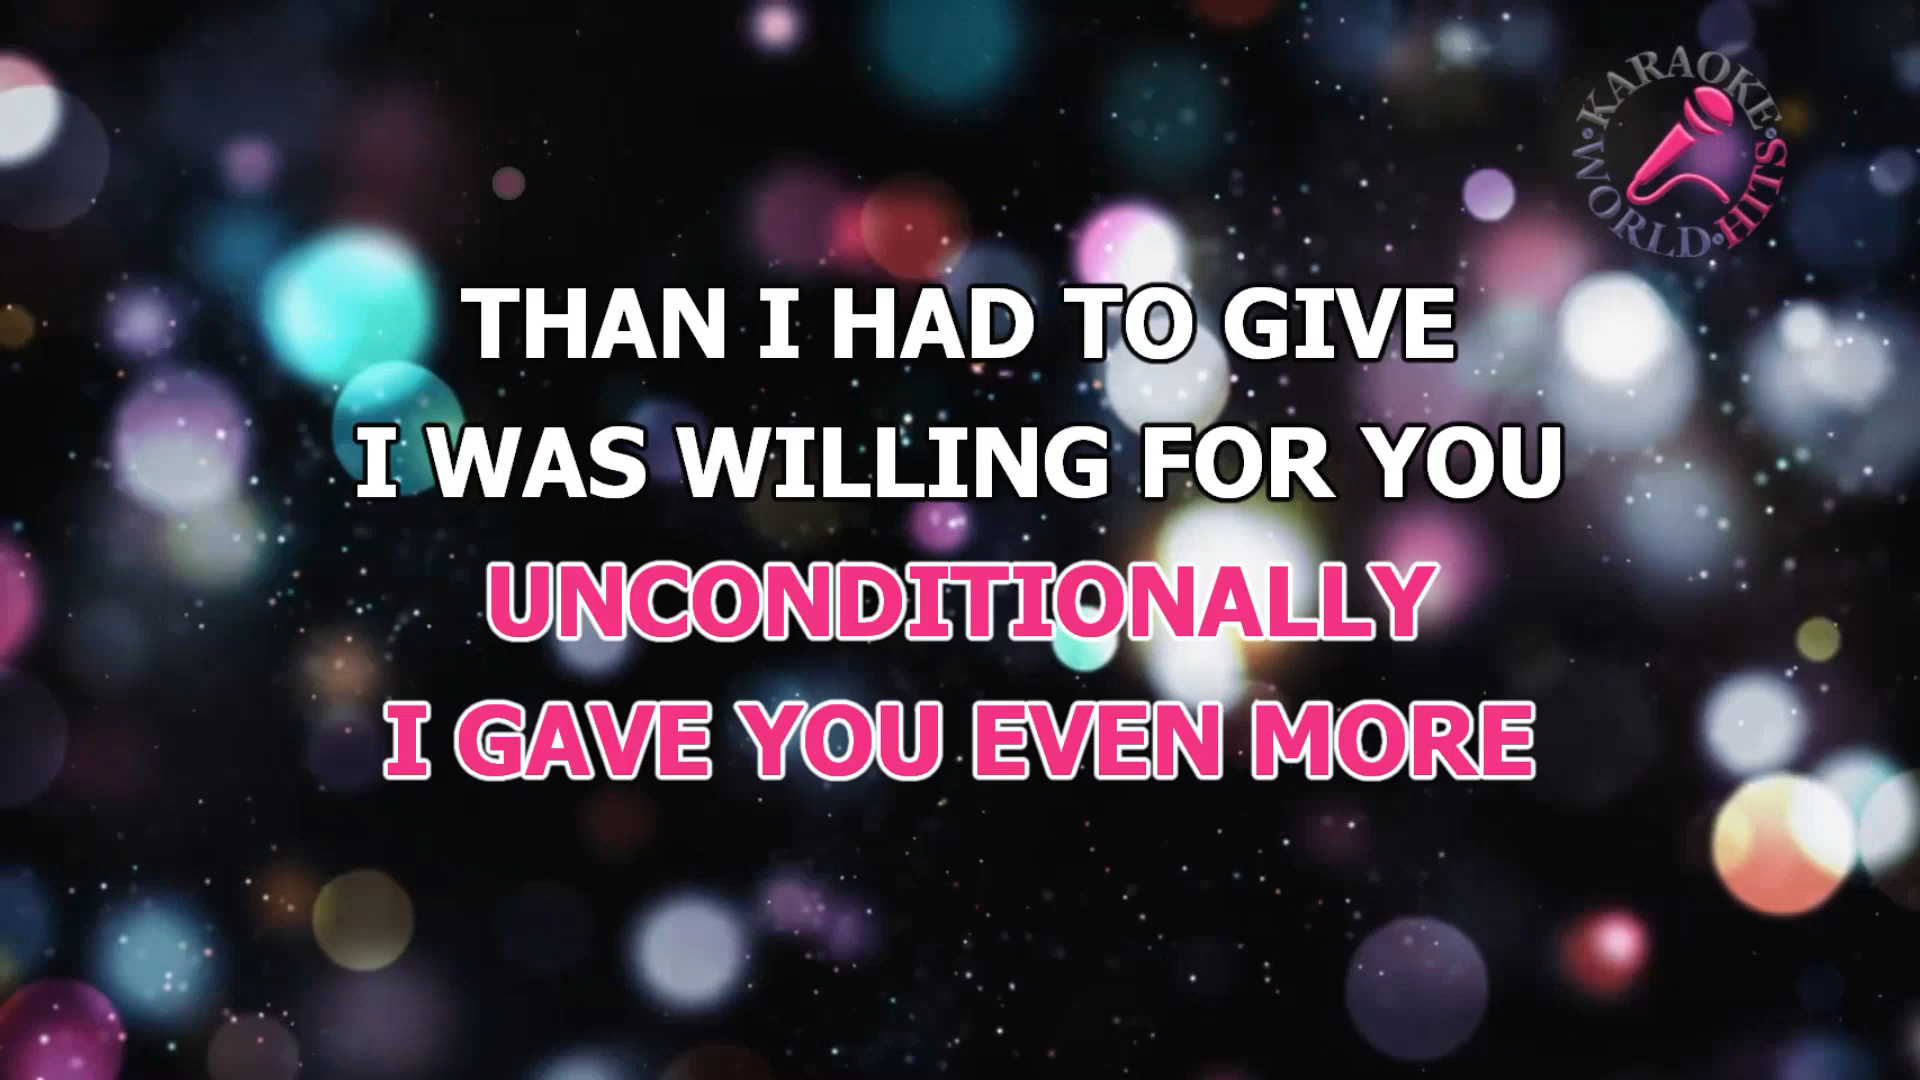 KARAOKE
WORLD HITS
THAN I HAD TO GIVE
I WAS WILLING FOR YOU
UNCONDITIONALLY
I GAVE YOU EVEN MORE